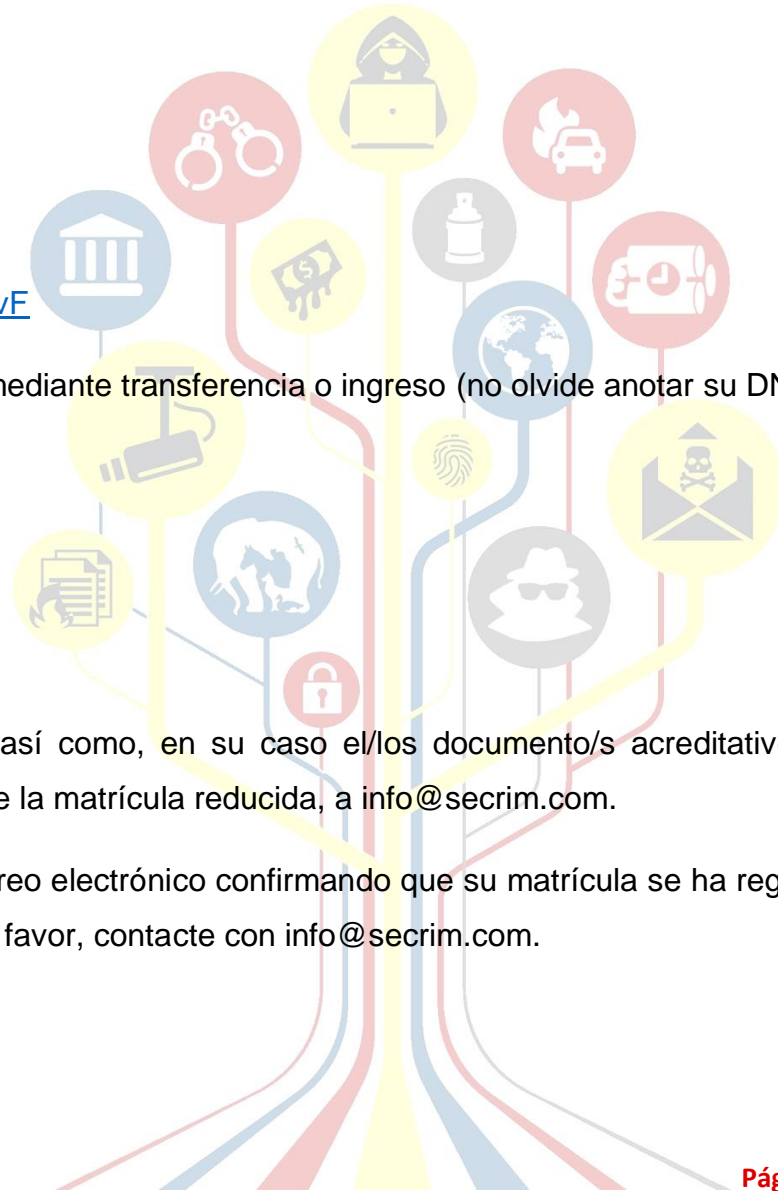 vF
mediante transferencia o ingreso (no olvide anotar su DN
así como, en su caso el/los documento/s acreditativ
e la matrícula reducida, a info@secrim.com.
reo electrónico confirmando que su matrícula se ha reg
favor, contacte con info@secrim.com.
Pág